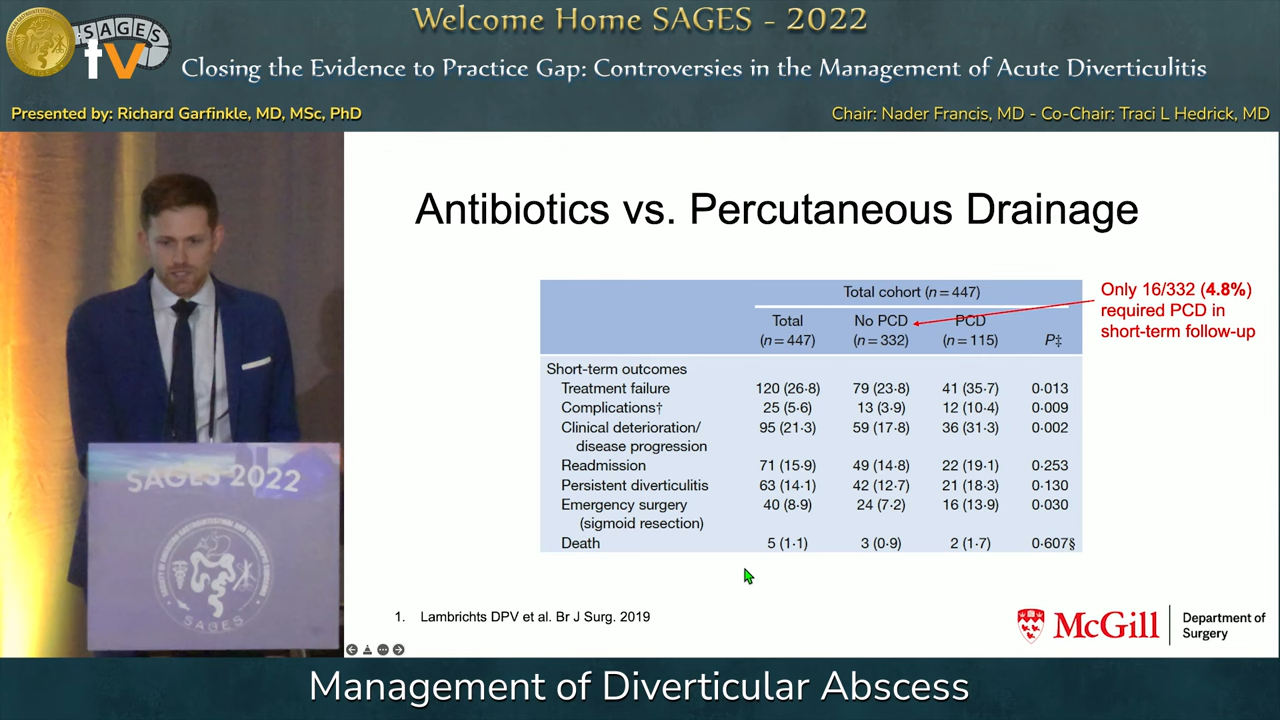 Welcome Home SAGES - 2022
SAGES
tv
Closing the Evidence to Practice Gap: Controversies in the Management of Acute Diverticulitis
Presented by: Richard Garfinkle, MD, MSc, PhD
Chair: Nader Francis, MD - Co-Chair: Traci L Hedrick, MD
Antibiotics vs. Percutaneous Drainage
Total cohort (n = 447)
Total No PCD PCD
(n = 447) (n = 332) (n = 115) P‡
Short-term outcomes
Treatment failure 120 (26·8) 79 (23·8) 41 (35·7) 0·013
Complications† 25 (5·6) 13 (3·9) 12 (10·4) 0·009
Clinical deterioration/ 95 (21·3) 59 (17·8) 36 (31·3) 0·002
disease progression
Readmission 71 (15·9) 49 (14·8) 22 (19·1) 0·253
Persistent diverticulitis 63 (14·1) 42 (12·7) 21 (18·3) 0·130
Emergency surgery 40 (8·9) 24 (7·2) 16 (13·9) 0·030
(sigmoid resection)
Death 5 (1·1) 3 (0·9) 2 (1·7) 0·607§
Only 16/332 (4.8%)
required PCD in
short-term follow-up
1. Lambrichts DPV et al. Br J Surg. 2019
McGill
Department of
Surgery
SAGES 2022
SAGES
Management of Diverticular Abscess